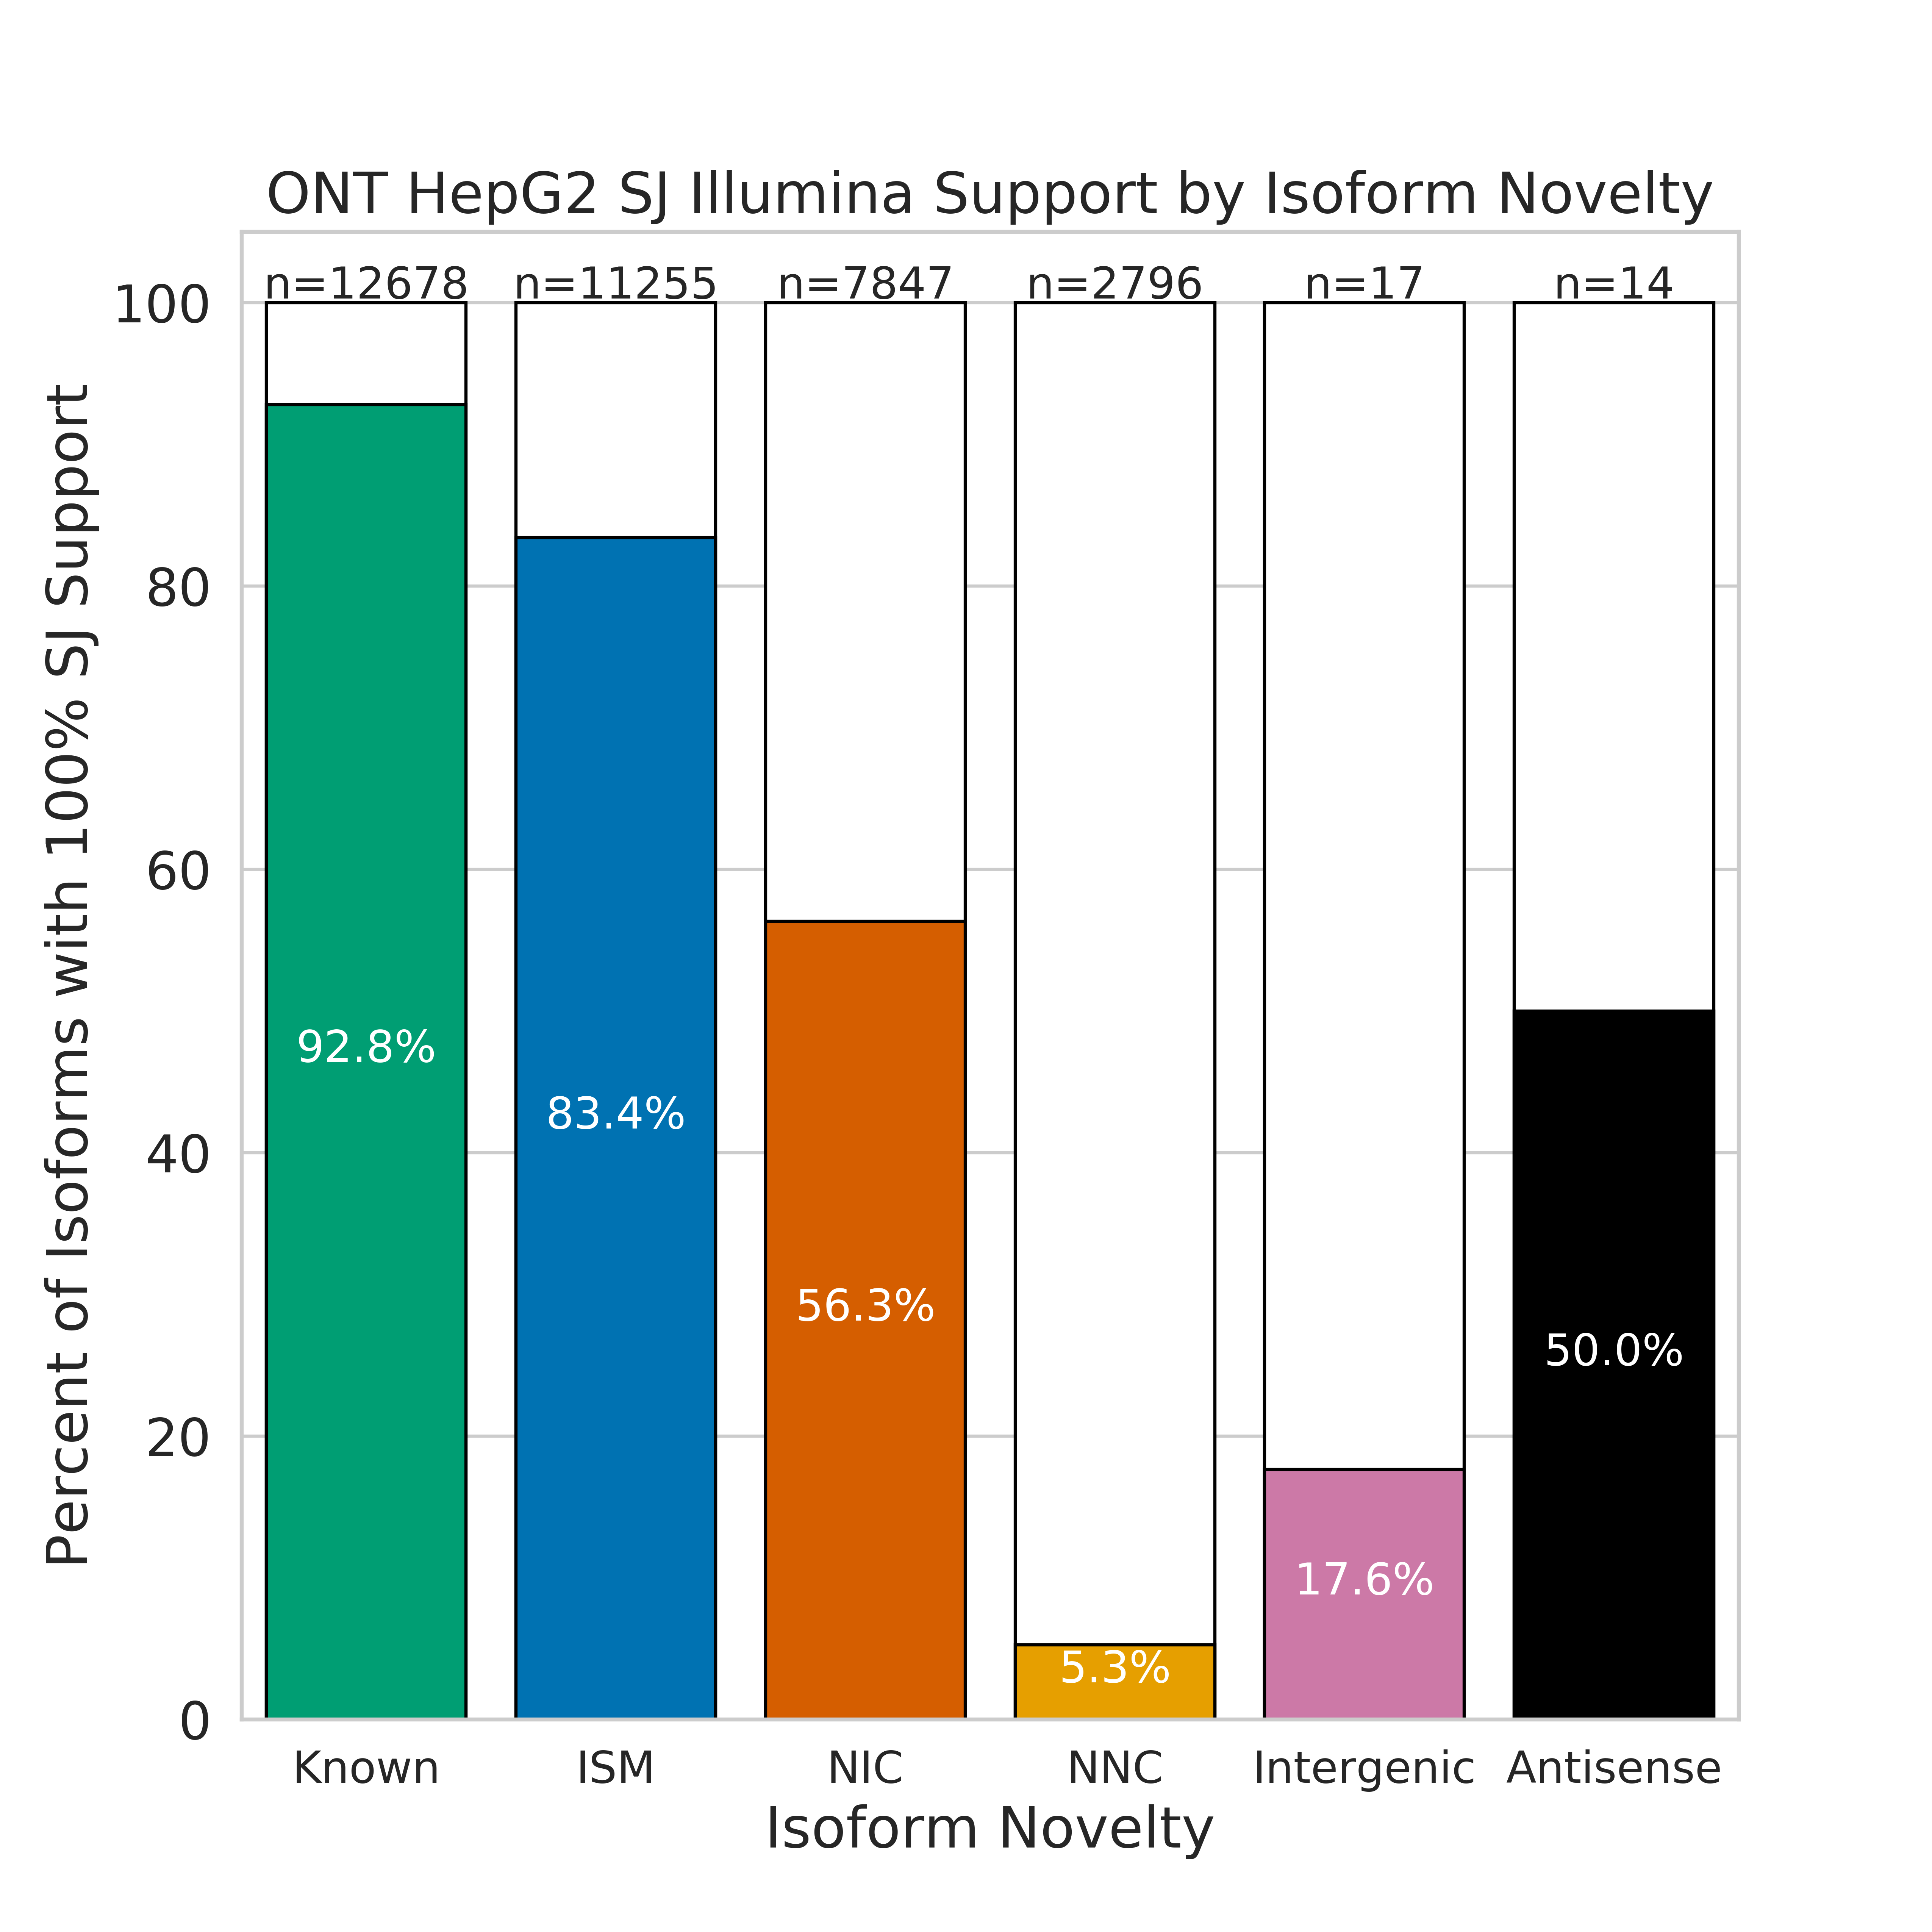 ONT HepG2 SJ Illumina Support by Isoform Novelty
n=12678 n=11255 n=7847 n=2796 n=17 n=14
Percent of Isoforms with 100% SJ Support
100
80
60
40
20
0
92.8%
83.4%
56.3%
5.3%
17.6%
50.0%
Known ISM NIC NNC Intergenic Antisense
Isoform Novelty